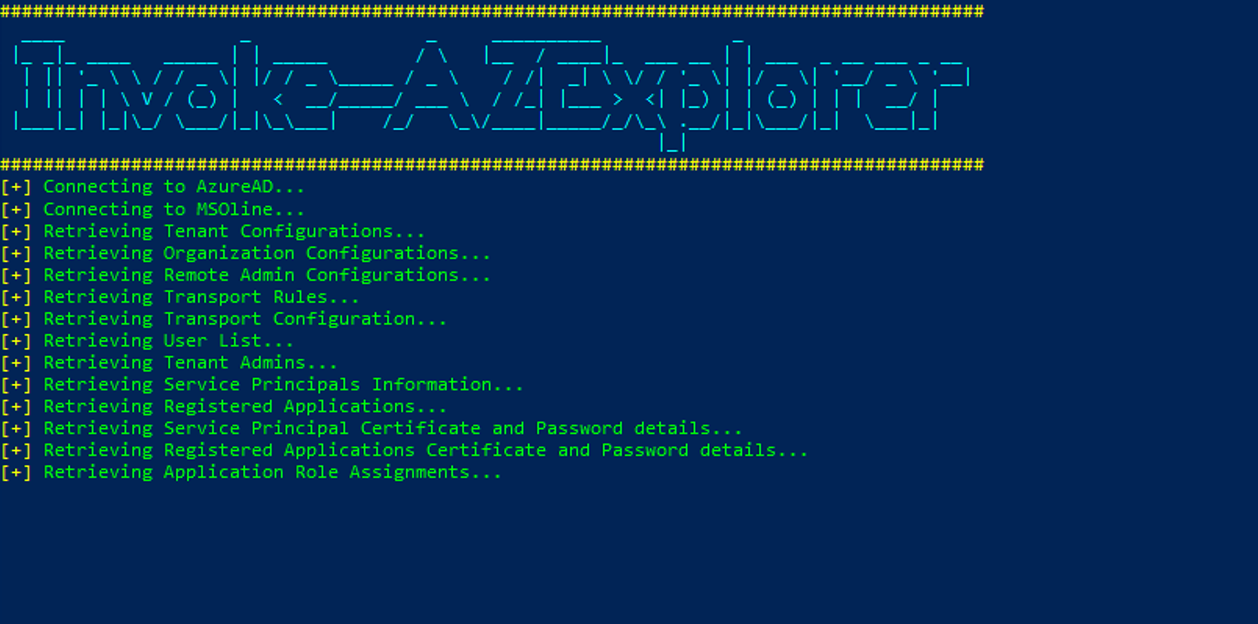 ##########################################################################################
Invoke-AZExplorer
##########################################################################################
[+] Connecting to AzureAD...
[+] Connecting to MSOline...
[+] Retrieving Tenant Configurations...
[+] Retrieving Organization Configurations...
[+] Retrieving Remote Admin Configurations...
[+] Retrieving Transport Rules...
[+] Retrieving Transport Configuration...
[+] Retrieving User List...
[+] Retrieving Tenant Admins...
[+] Retrieving Service Principals Information...
[+] Retrieving Registered Applications...
[+] Retrieving Service Principal Certificate and Password details...
[+] Retrieving Registered Applications Certificate and Password details...
[+] Retrieving Application Role Assignments...